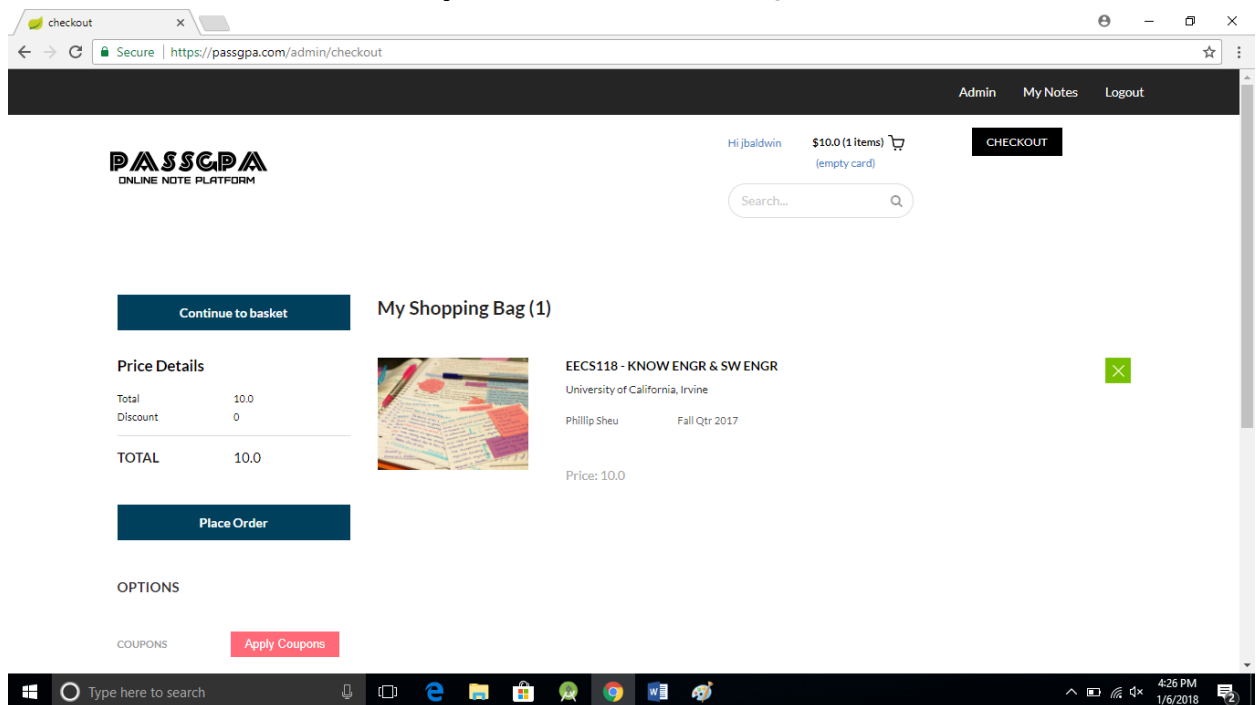 checkout
Secure | https://passgpa.com/admin/checkout
Admin My Notes Logout
PASSGPA
ONLINE NOTE PLATFORM
Hi jbaldwin $10.0 (1 items) CHECKOUT
(empty card)
Search...
Continue to basket
My Shopping Bag (1)
Price Details
Total 10.0
Discount 0
TOTAL 10.0
Place Order
OPTIONS
COUPONS Apply Coupons
EECS118 - KNOW ENGR & SW ENGR
University of California, Irvine
Phillip Sheu Fall Qtr 2017
Price: 10.0
Type here to search
4:26 PM
1/6/2018
2